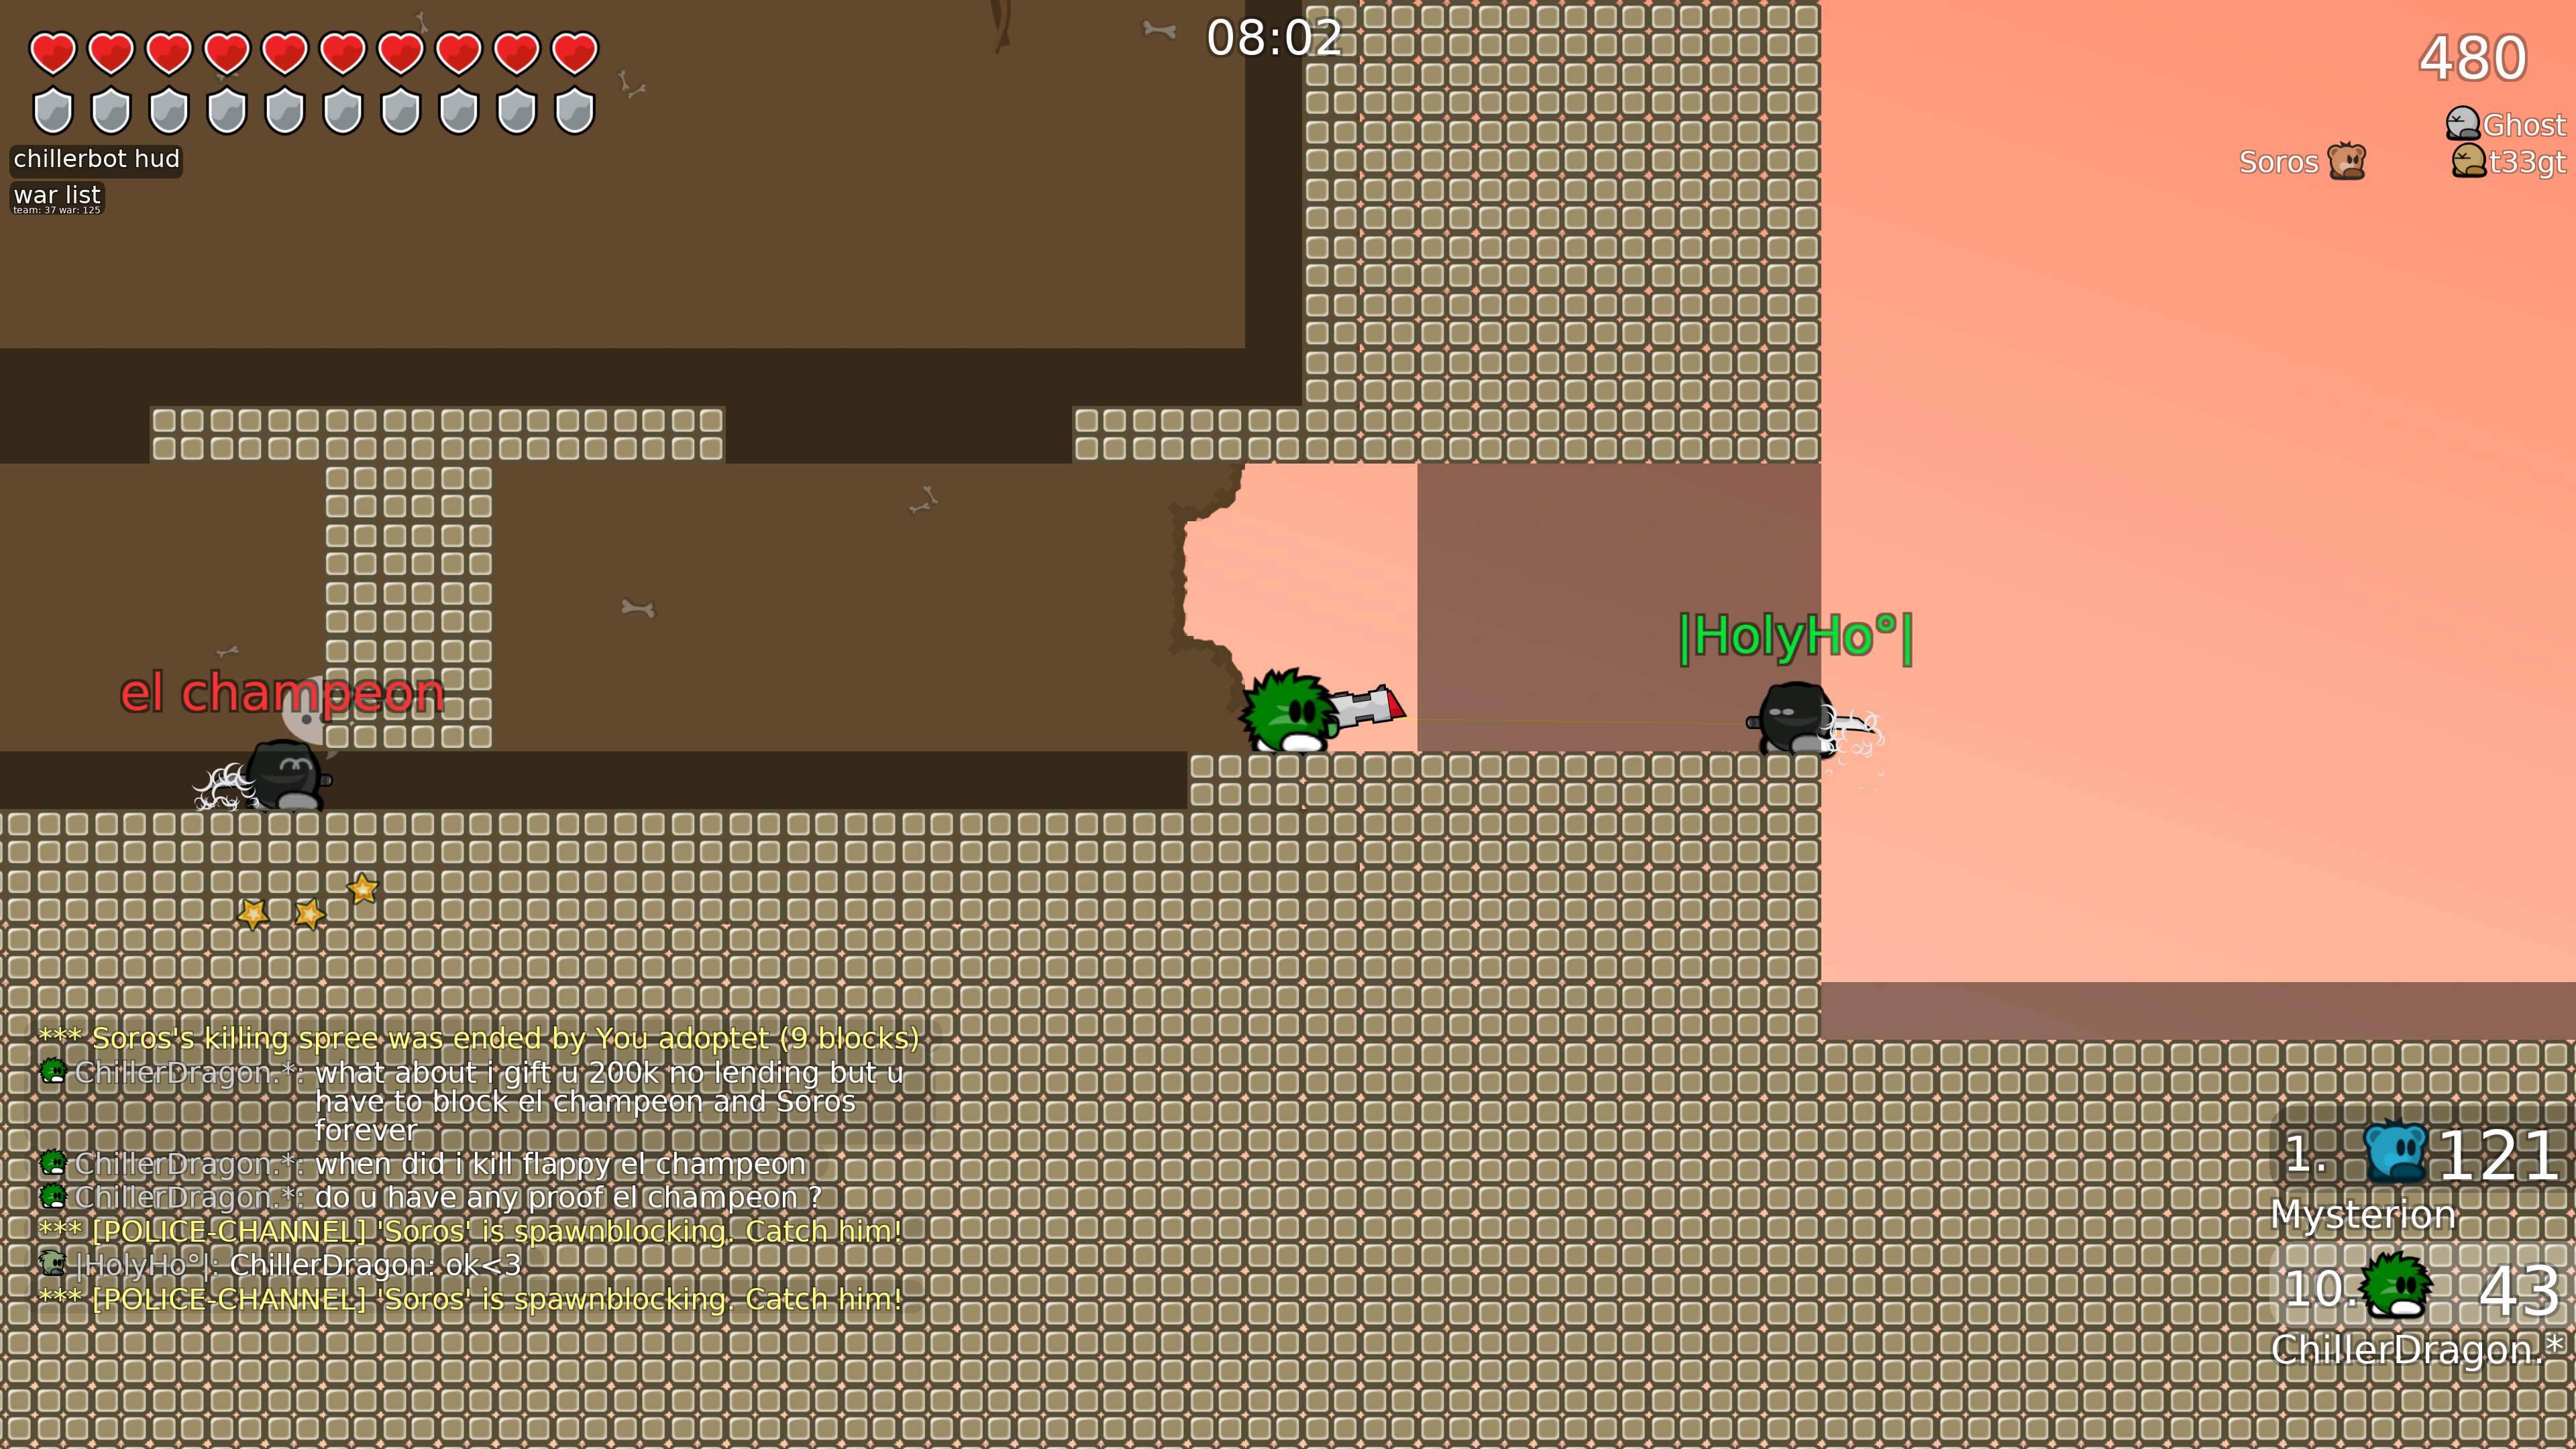 08:02
480
Ghost
Soros t33gt
chillerbot hud
war list
team: 37 war: 125
|HolyHo°|
el champeon
*** Soros's killing spree was ended by You adoptet (9 blocks)
ChillerDragon.*: what about i gift u 200k no lending but u
have to block el champeon and Soros
forever
ChillerDragon.*: when did i kill flappy el champeon
ChillerDragon.*: do u have any proof el champeon ?
*** [POLICE-CHANNEL] 'Soros' is spawnblocking. Catch him!
|HolyHo°|: ChillerDragon: ok<3
*** [POLICE-CHANNEL] 'Soros' is spawnblocking. Catch him!
1. 121
Mysterion
10. 43
ChillerDragon.*